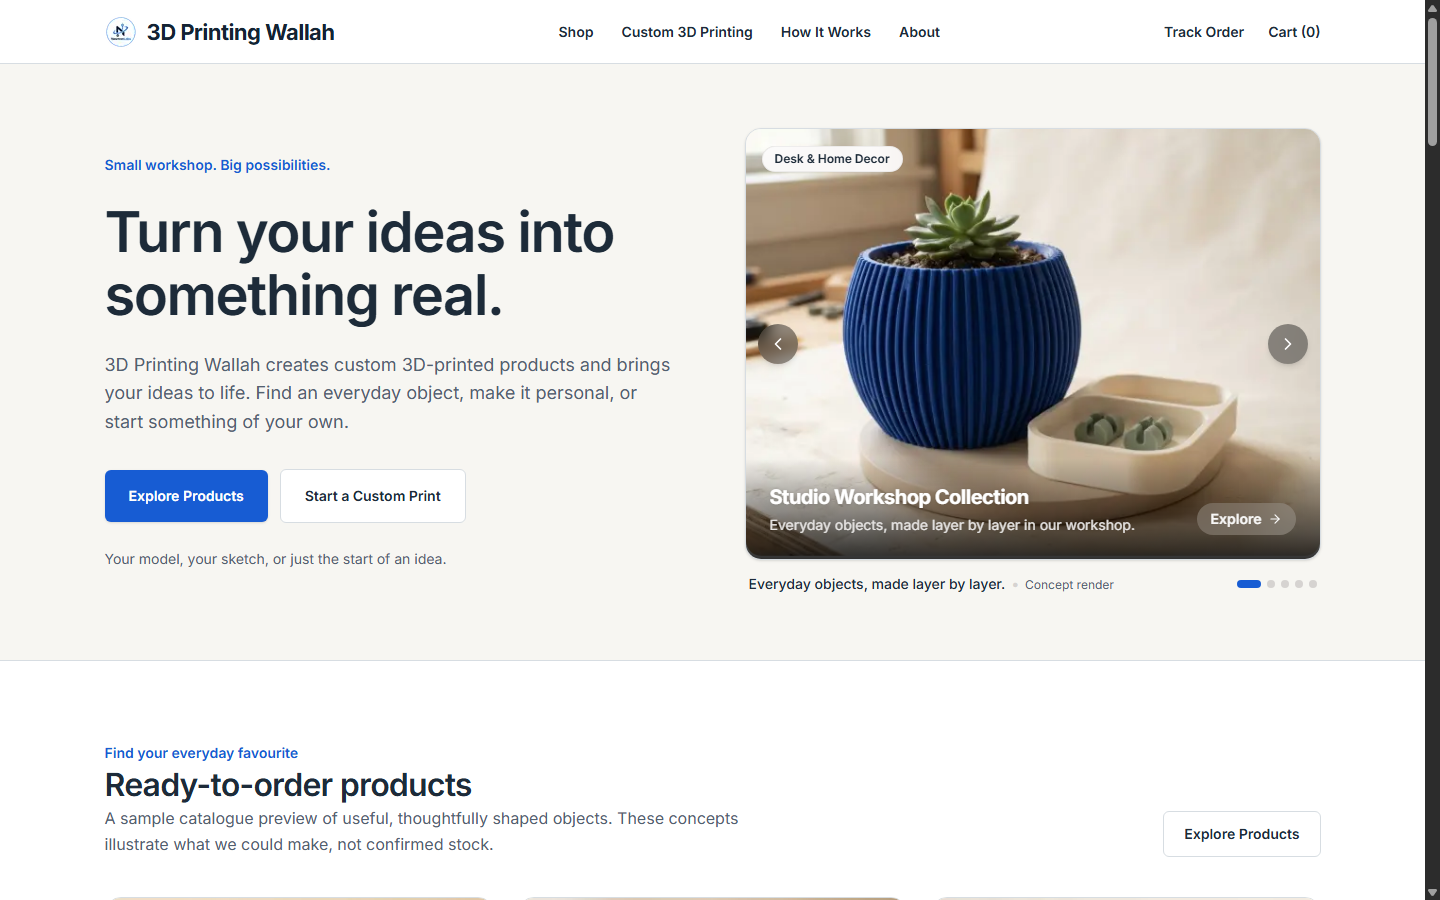 3D Printing Wallah
Shop
Custom 3D Printing
How It Works
About
Track Order
Cart (0)
Small workshop. Big possibilities.
Turn your ideas into
something real.
3D Printing Wallah creates custom 3D-printed products and brings
your ideas to life. Find an everyday object, make it personal, or
start something of your own.
Explore Products
Start a Custom Print
Your model, your sketch, or just the start of an idea.
Desk & Home Decor
Studio Workshop Collection
Everyday objects, made layer by layer in our workshop.
Explore
Everyday objects, made layer by layer.
Concept render
Find your everyday favourite
Ready-to-order products
A sample catalogue preview of useful, thoughtfully shaped objects. These concepts
illustrate what we could make, not confirmed stock.
Explore Products